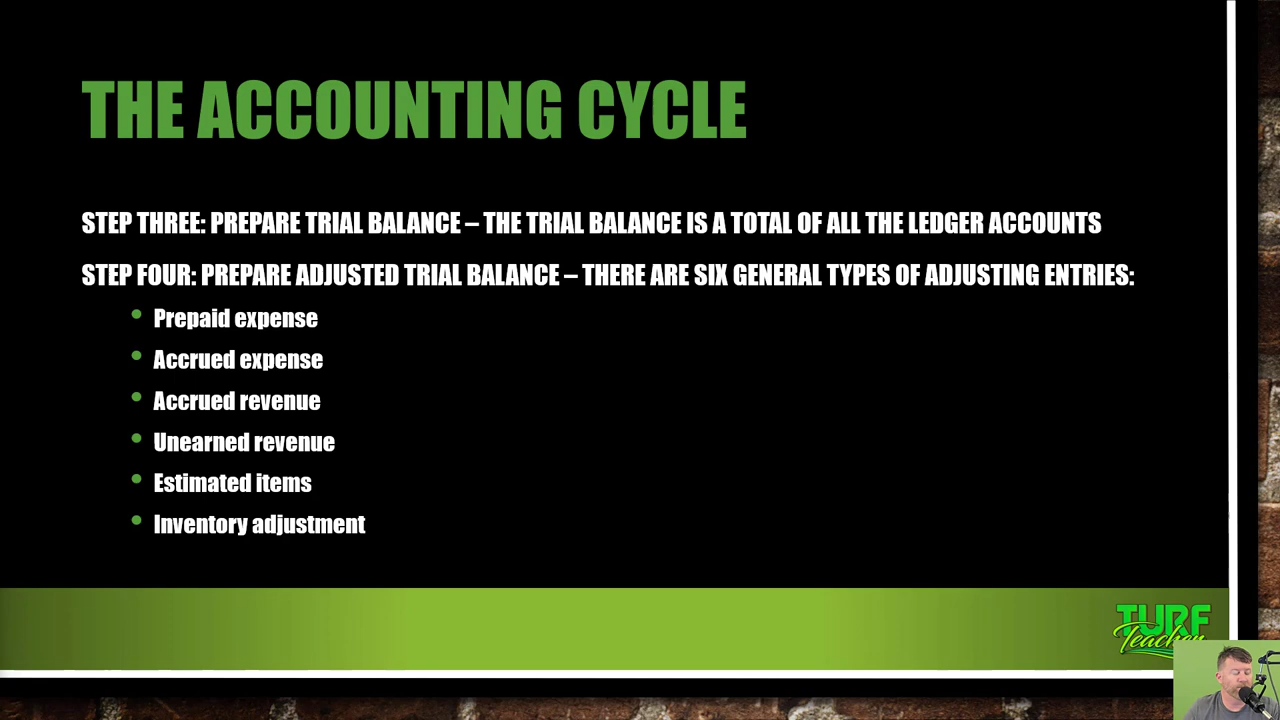 THE ACCOUNTING CYCLE
STEP THREE: PREPARE TRIAL BALANCE – THE TRIAL BALANCE IS A TOTAL OF ALL THE LEDGER ACCOUNTS
STEP FOUR: PREPARE ADJUSTED TRIAL BALANCE – THERE ARE SIX GENERAL TYPES OF ADJUSTING ENTRIES:
• Prepaid expense
• Accrued expense
• Accrued revenue
• Unearned revenue
• Estimated items
• Inventory adjustment
TURF
Teacher